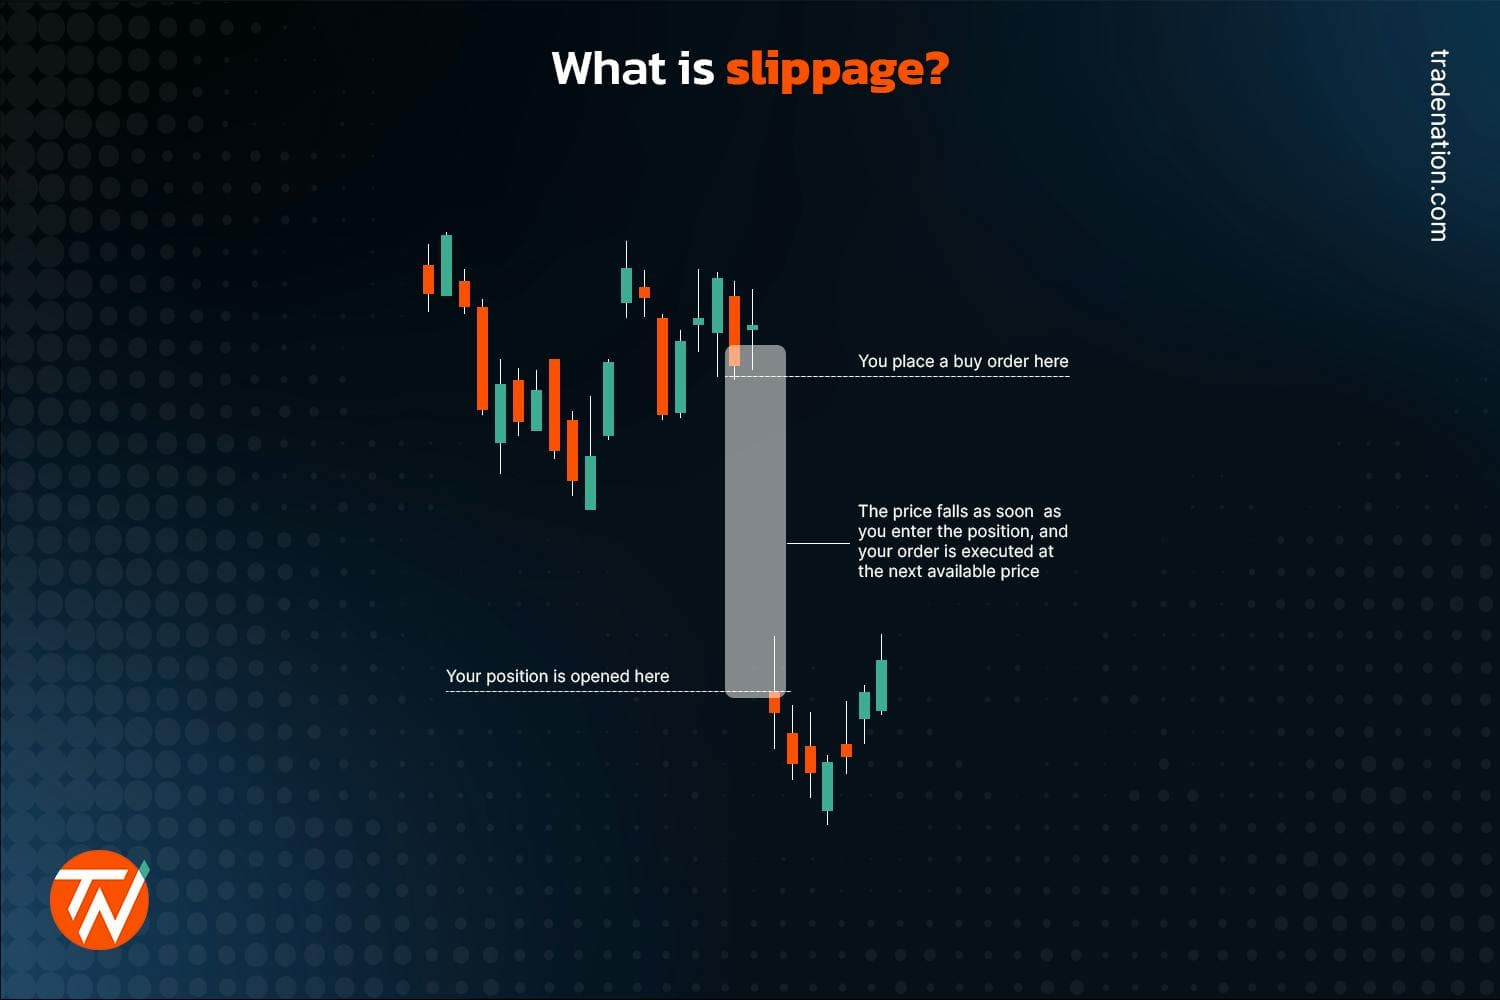 What is slippage?
tradenation.com
You place a buy order here
The price falls as soon  as
you enter the position, and
your order is executed at
the next available price
Your position is opened here
TN